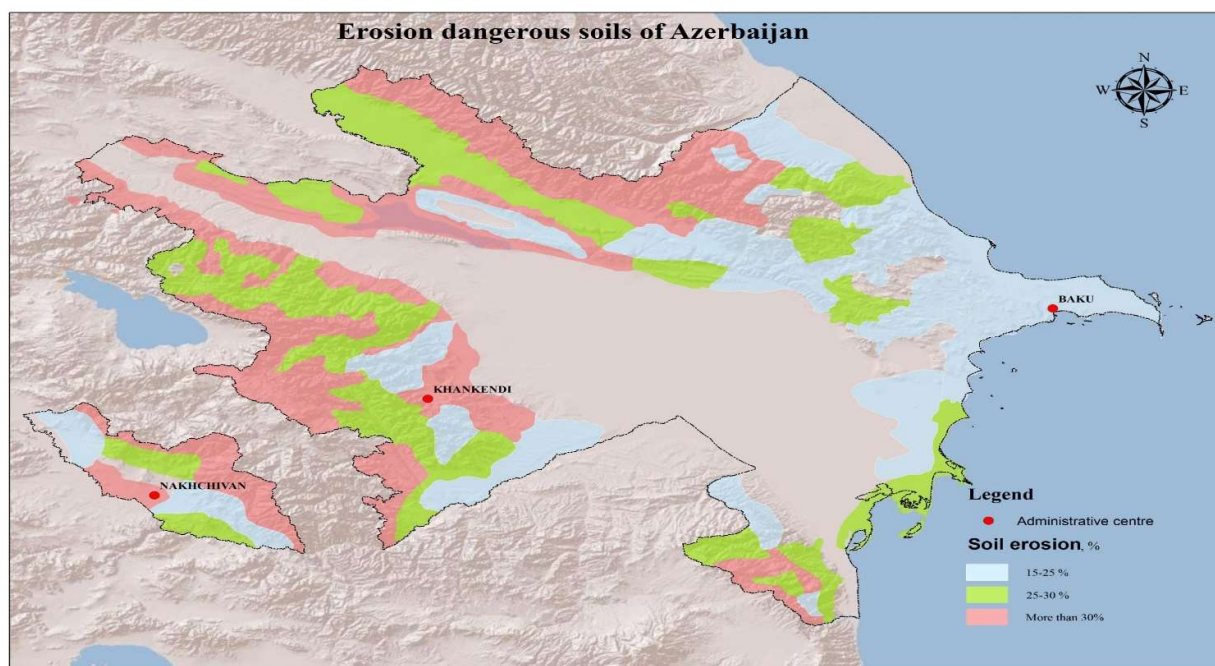 Erosion dangerous soils of Azerbaijan
N
W E
S
BAKU
KHANKENDI
NAKHCHIVAN
Legend
Administrative centre
Soil erosion, %
15-25 %
25-30 %
More than 30%